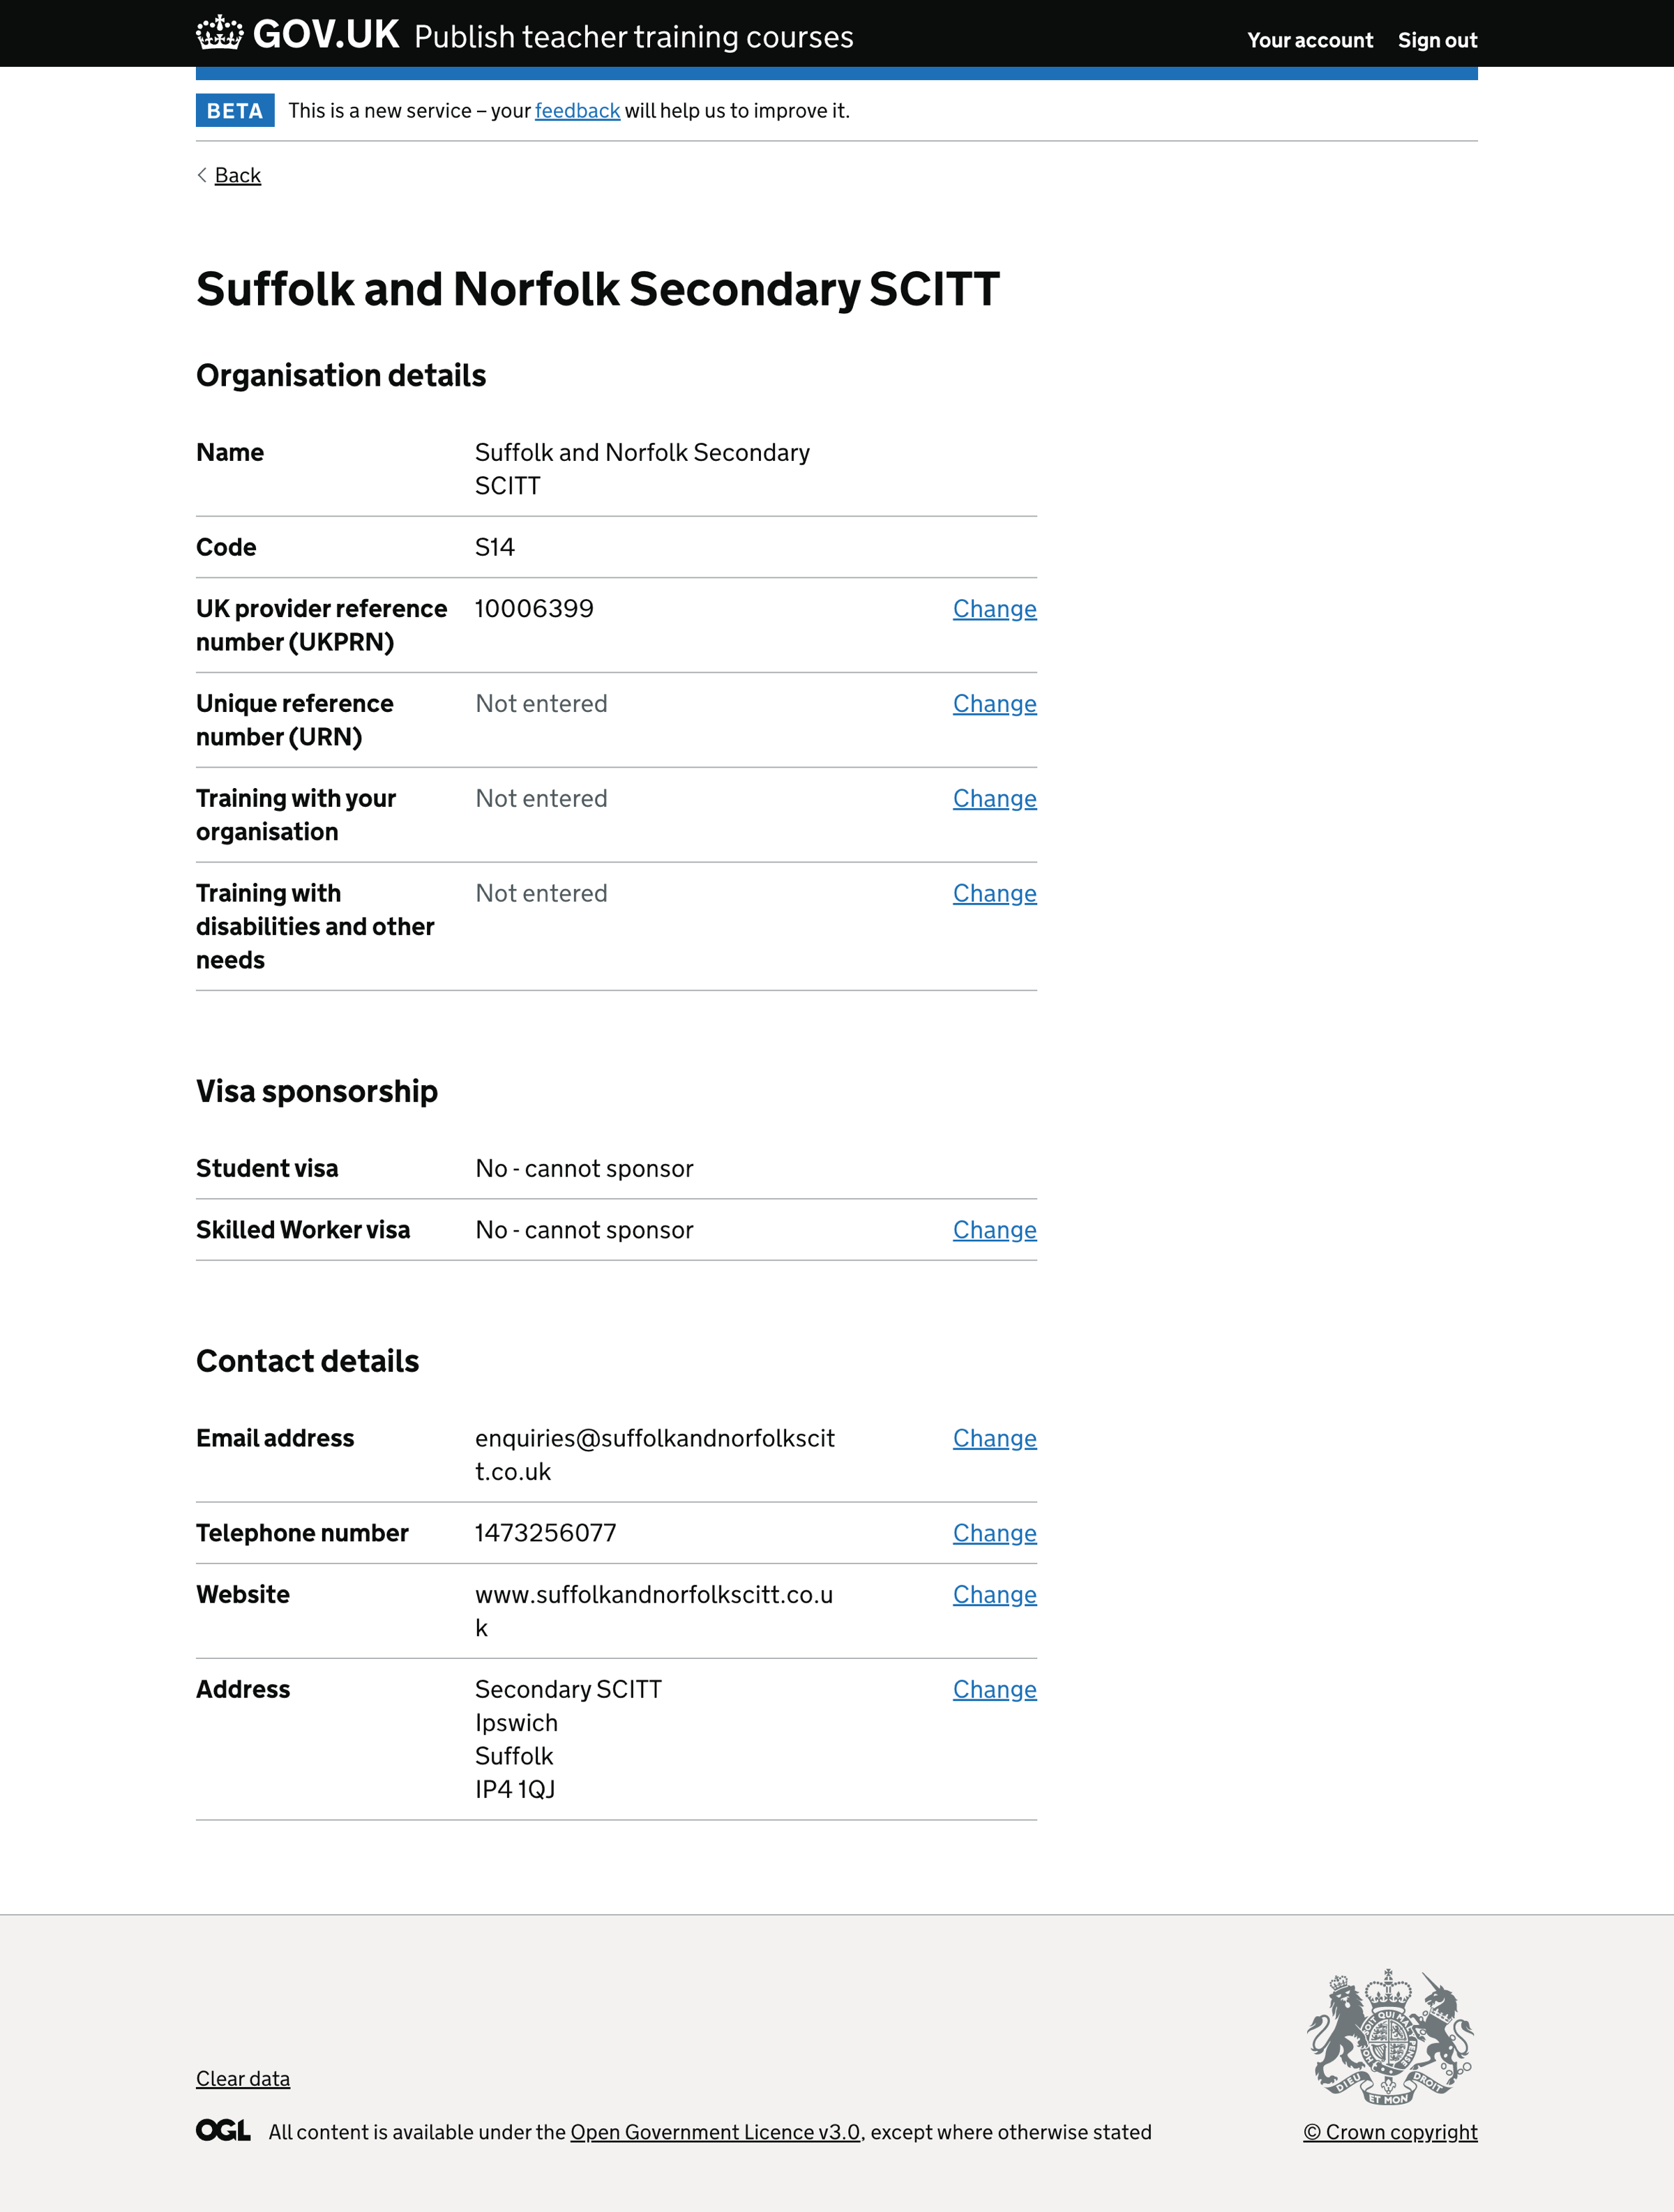 GOV.UK Publish teacher training courses
Your account
Sign out
BETA
This is a new service – your feedback will help us to improve it.
Back
Suffolk and Norfolk Secondary SCITT
Organisation details
Name
Suffolk and Norfolk Secondary
SCITT
Code
S14
UK provider reference
number (UKPRN)
10006399
Change
Unique reference
number (URN)
Not entered
Change
Training with your
organisation
Not entered
Change
Training with
disabilities and other
needs
Not entered
Change
Visa sponsorship
Student visa
No - cannot sponsor
Skilled Worker visa
No - cannot sponsor
Change
Contact details
Email address
enquiries@suffolkandnorfolkscit
t.co.uk
Change
Telephone number
1473256077
Change
Website
www.suffolkandnorfolkscitt.co.u
k
Change
Address
Secondary SCITT
Ipswich
Suffolk
IP4 1QJ
Change
Clear data
DIEU ET MON DROIT
OGL
All content is available under the Open Government Licence v3.0, except where otherwise stated
© Crown copyright